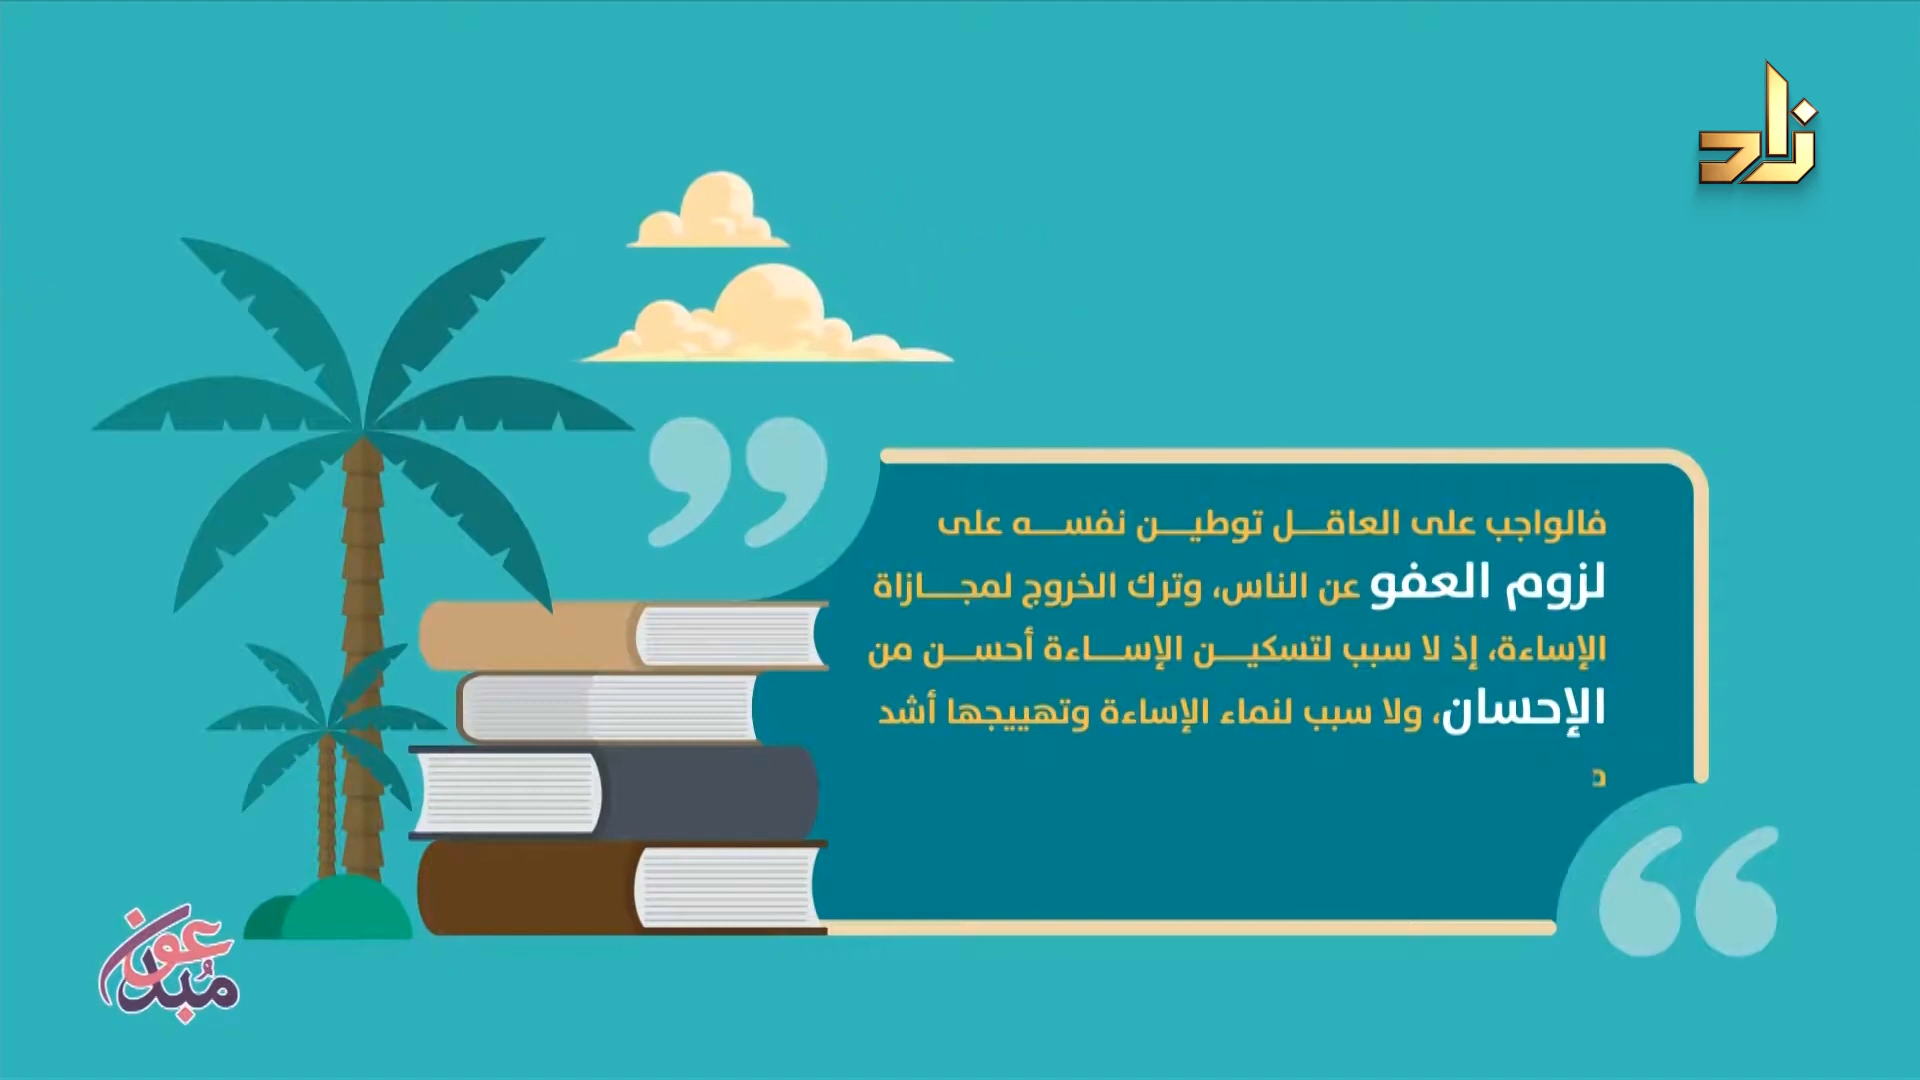 زاد
فالواجب على العاقل توطين نفسه على
لزوم العفو عن الناس، وترك الخروج لمجازاة
الإساءة، إذ لا سبب لتسكين الإساءة أحسن من
الإحسان، ولا سبب لنماء الإساءة وتهييجها أشد
مبدعون